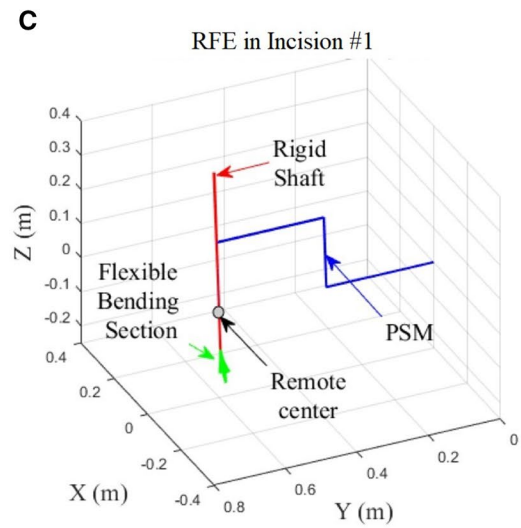 C
RFE in Incision #1
Rigid
Shaft
Flexible
Bending
Section
PSM
Remote
center
Z (m)
0.4
0.3
0.2
0.1
0
-0.1
-0.2
X (m)
0.4
0.2
0
-0.2
-0.4
Y (m)
0.8
0.6
0.4
0.2
0